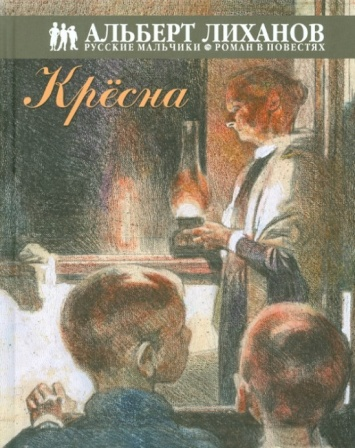 АЛЬБЕРТ ЛИХАНОВ
РУССКИЕ МАЛЬЧИКИ РОМАН В ПОВЕСТЯХ
Крёсна